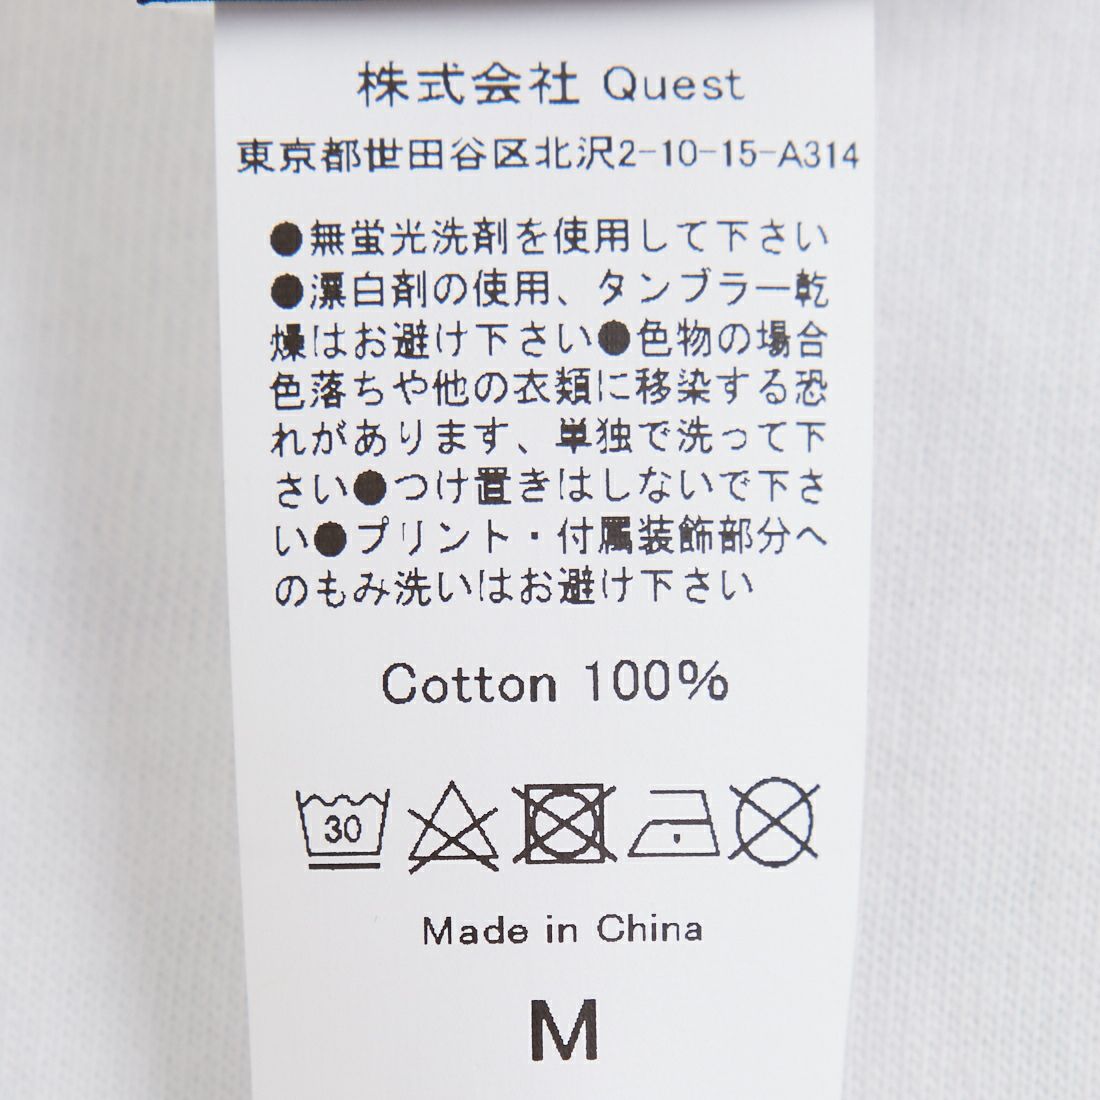 株式会社 Quest
東京都世田谷区北沢2-10-15-A314
●無蛍光洗剤を使用して下さい
●漂白剤の使用、タンブラー乾
燥はお避け下さい●色物の場合
色落ちや他の衣類に移染する恐
れがあります、単独で洗って下
さい●つけ置きはしないで下さ
い●プリント・付属装飾部分へ
のもみ洗いはお避け下さい
Cotton 100%
30
Made in China
M